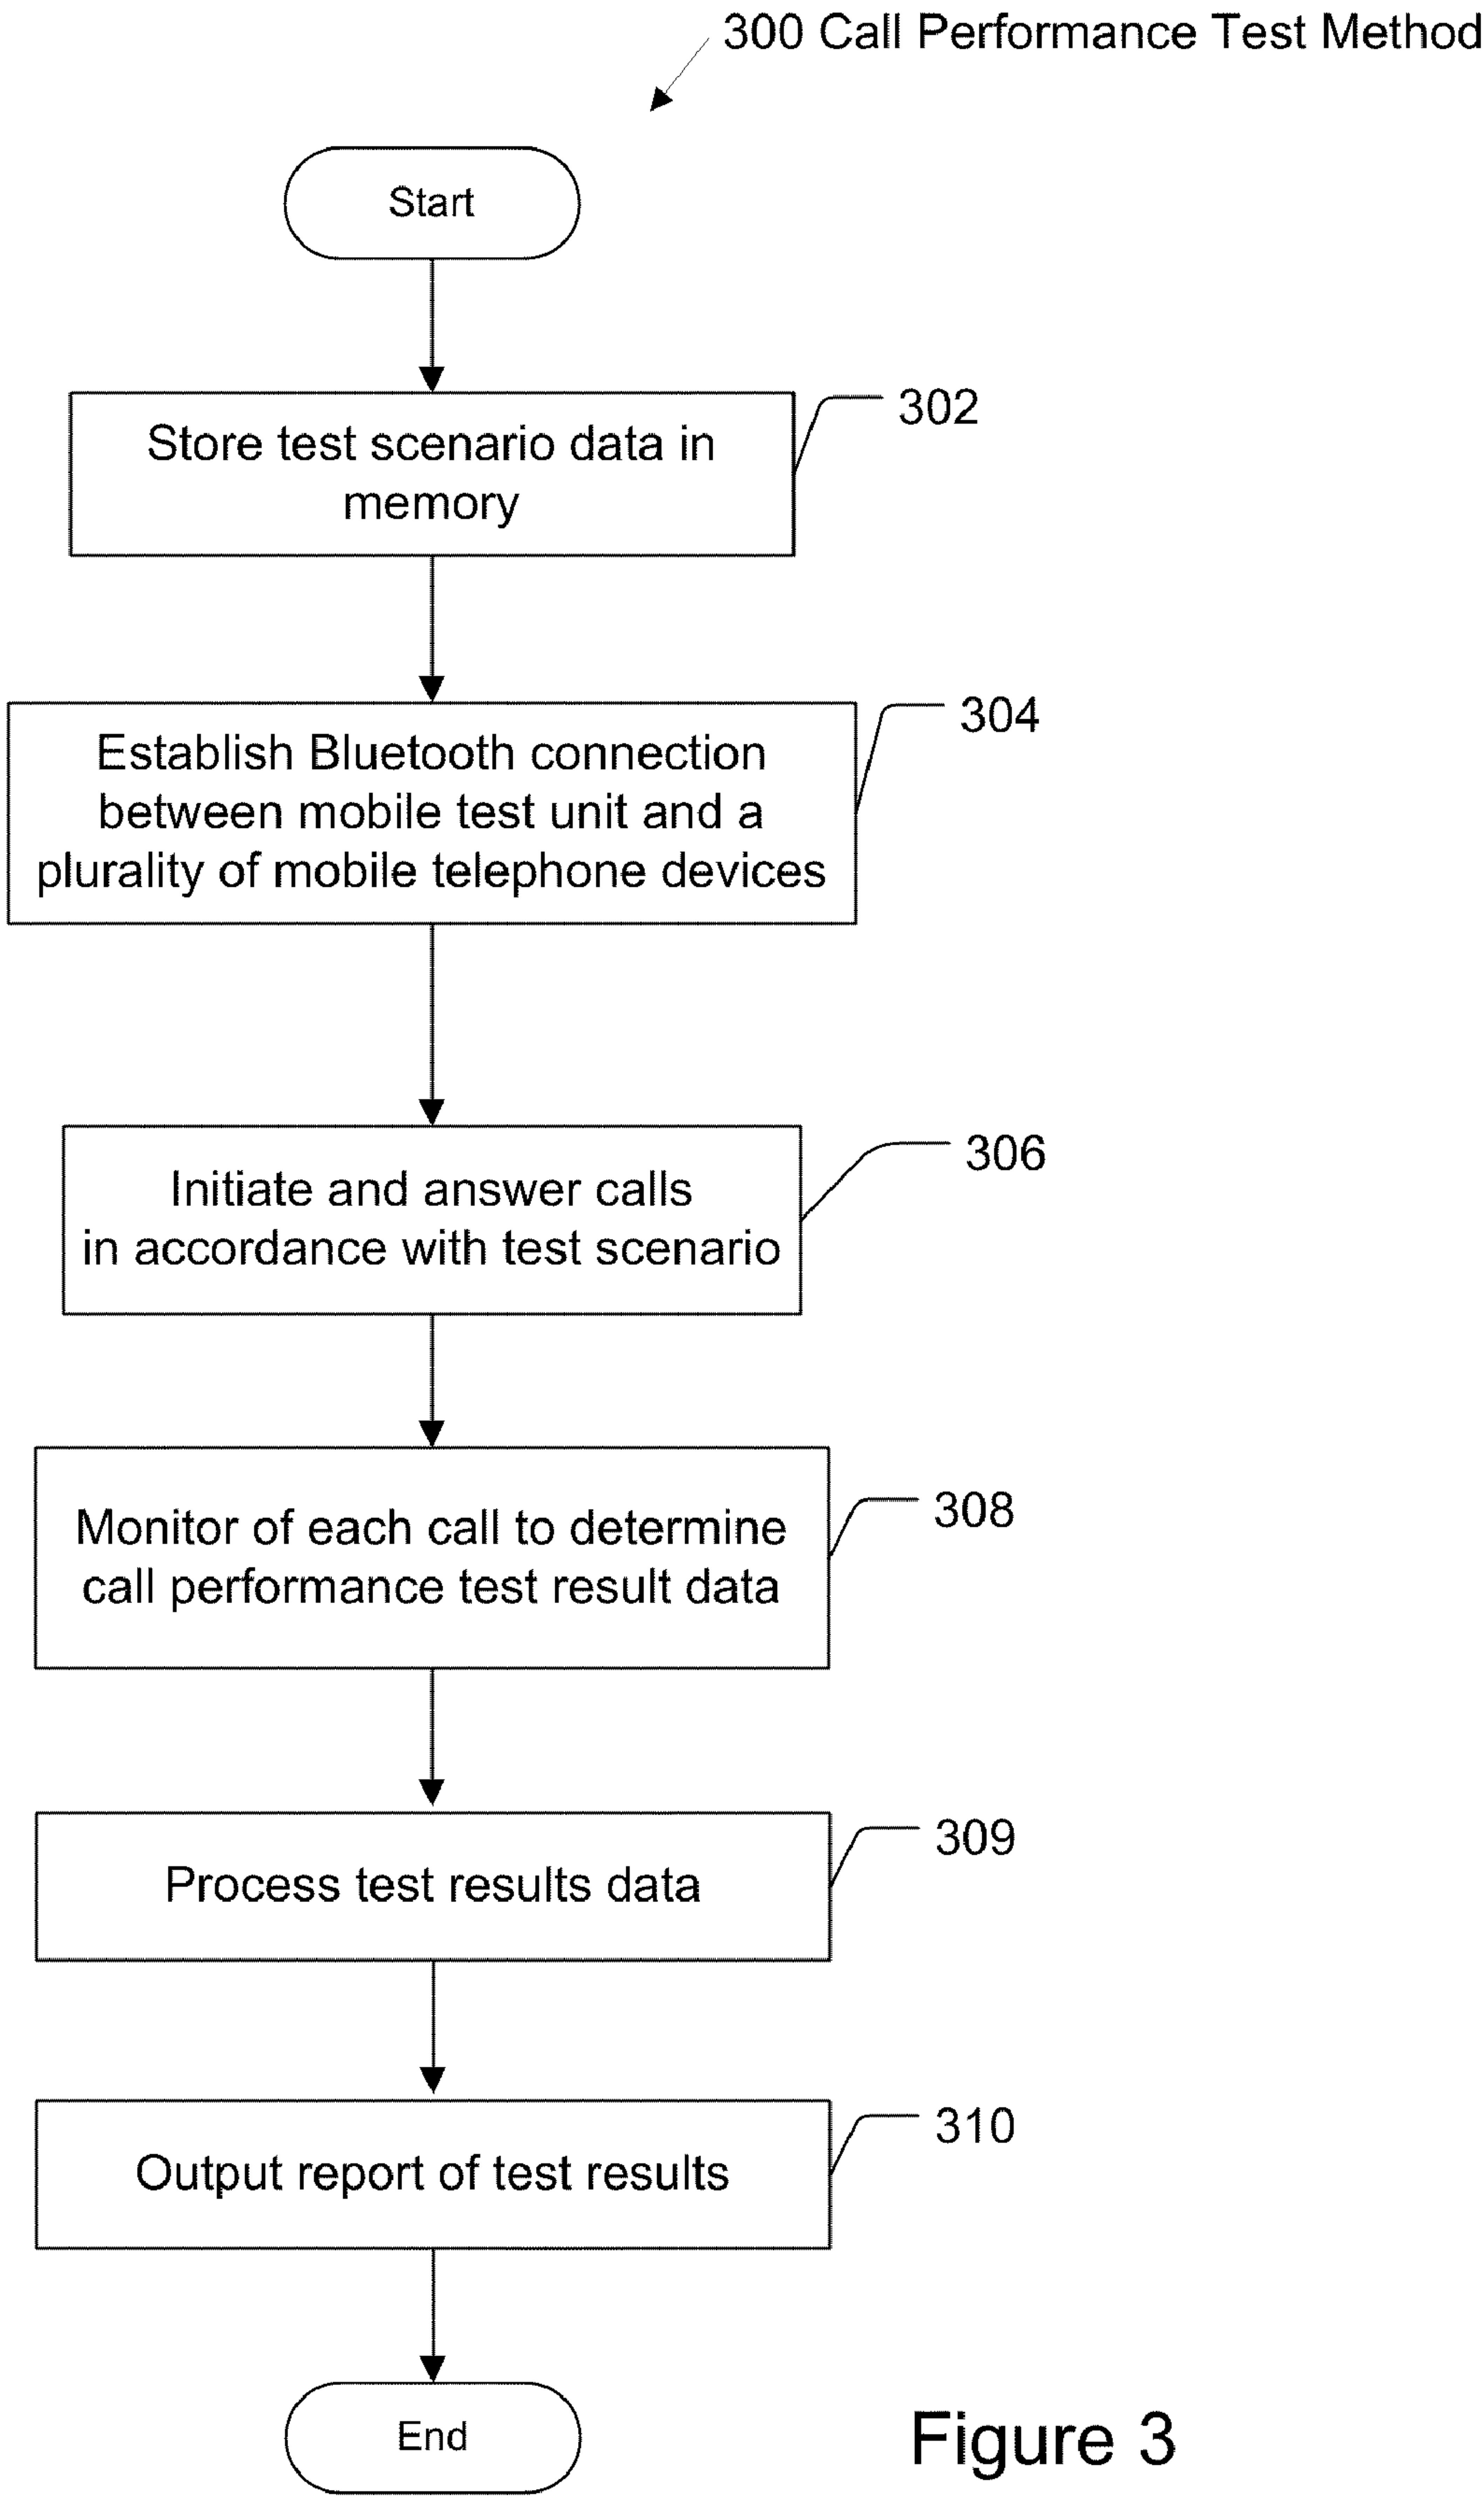 300 Call Performance Test Method
Start
302
Store test scenario data in
memory
304
Establish Bluetooth connection
between mobile test unit and a
plurality of mobile telephone devices
306
Initiate and answer calls
in accordance with test scenario
308
Monitor of each call to determine
call performance test result data
309
Process test results data
310
Output report of test results
End
Figure 3